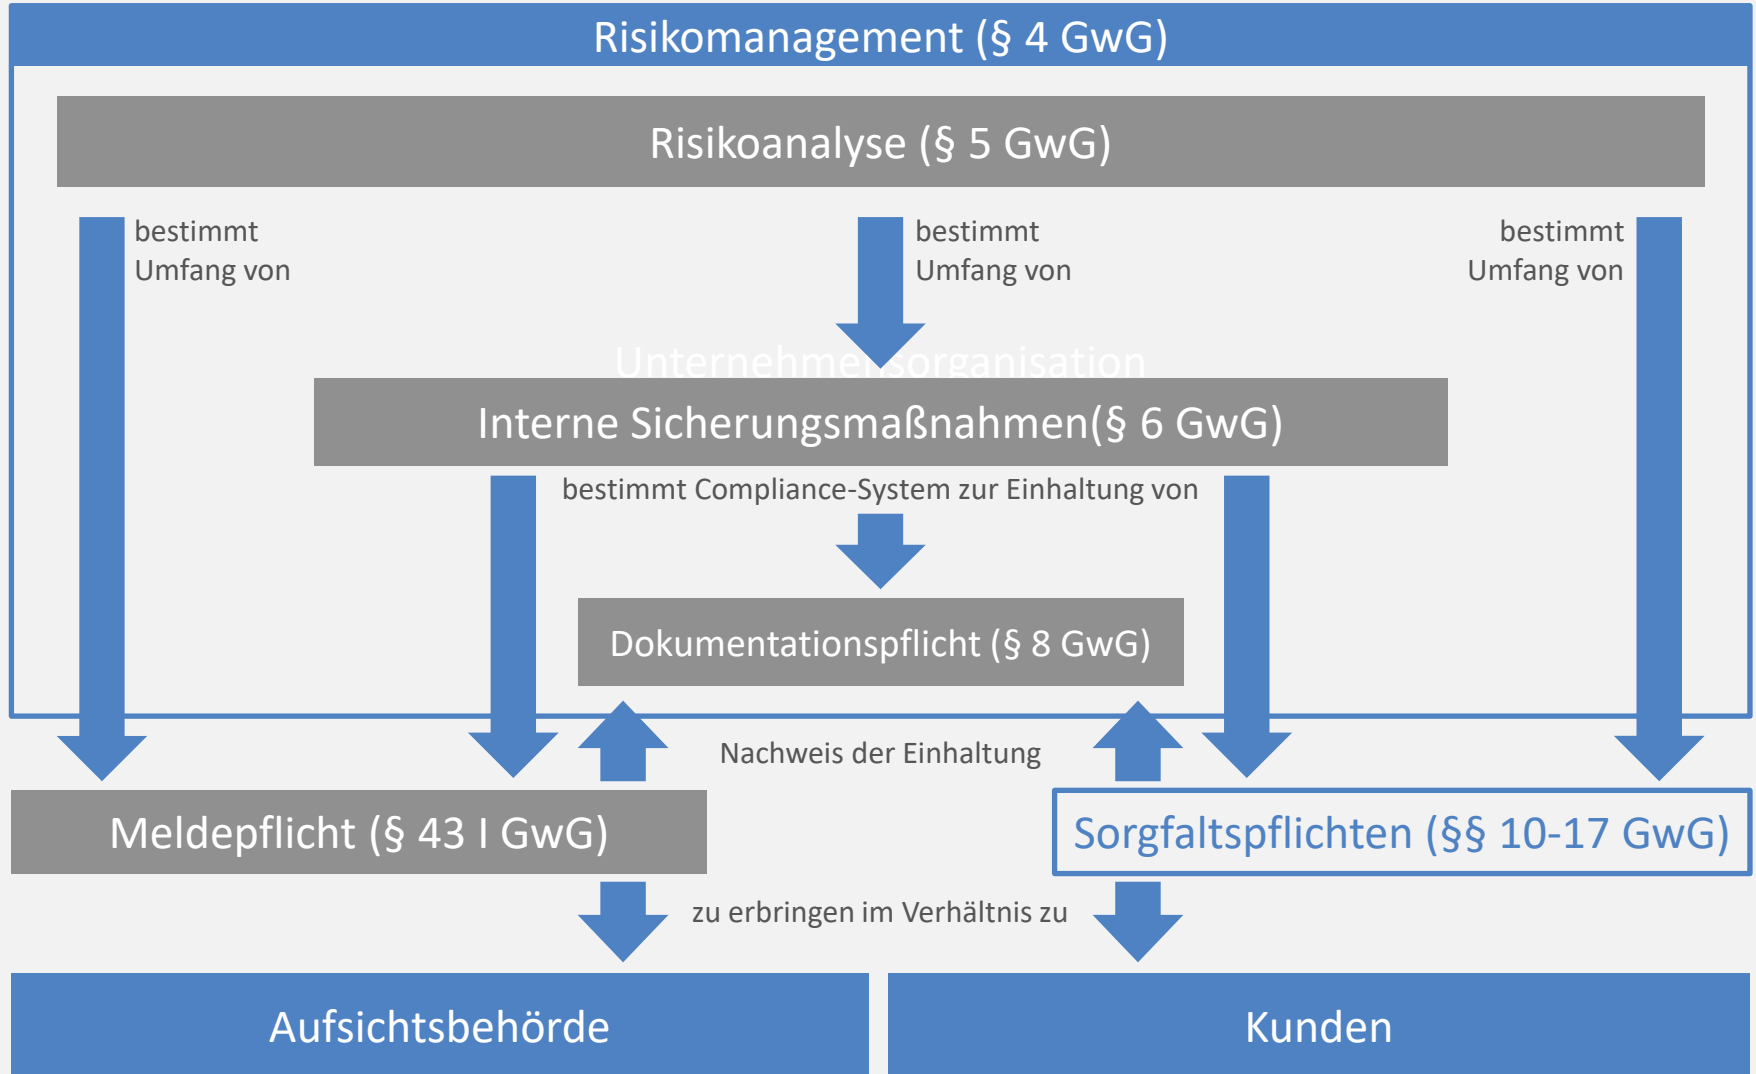 Risikomanagement (§ 4 GwG)
Risikoanalyse (§ 5 GwG)
bestimmt
Umfang von
bestimmt
Umfang von
bestimmt
Umfang von
Unternehmensorganisation
Interne Sicherungsmaßnahmen(§ 6 GwG)
bestimmt Compliance-System zur Einhaltung von
Dokumentationspflicht (§ 8 GwG)
Nachweis der Einhaltung
Meldepflicht (§ 43 I GwG)
Sorgfaltspflichten (§§ 10-17 GwG)
zu erbringen im Verhältnis zu
Aufsichtsbehörde
Kunden